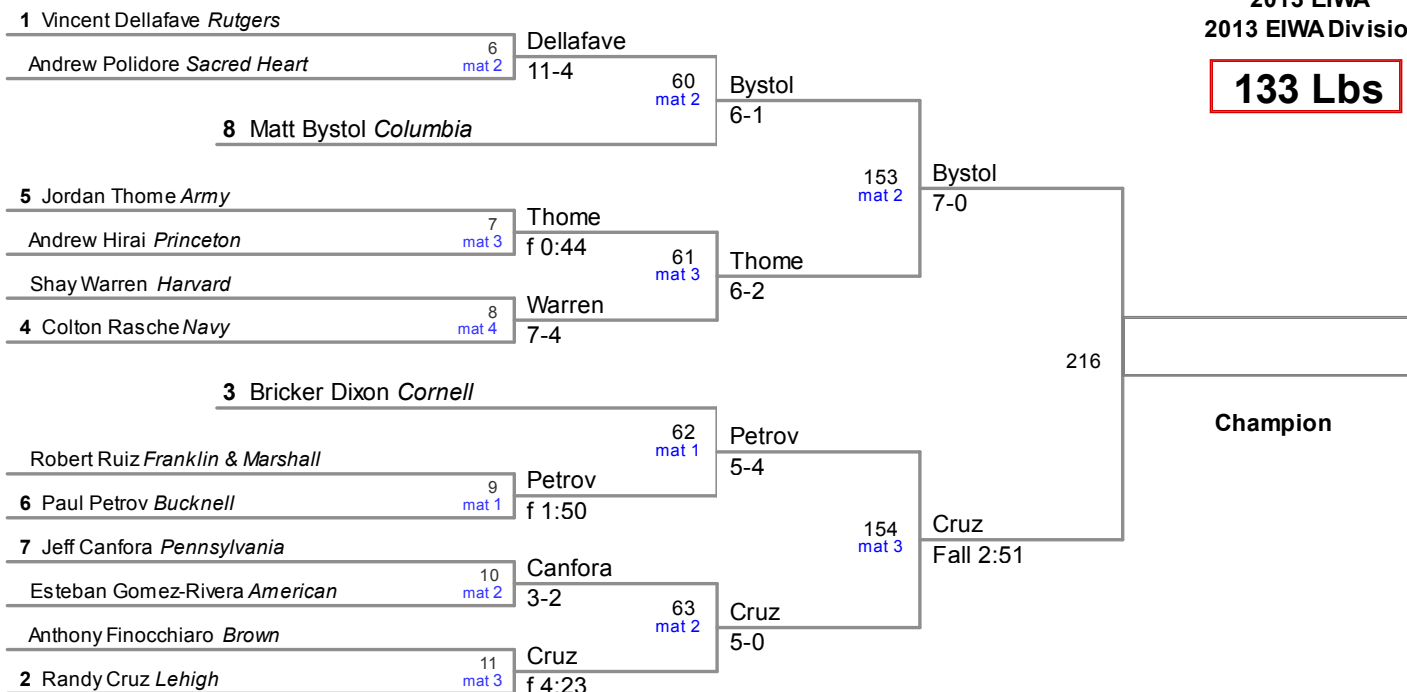 2013 EIWA
2013 EIWA Divisio
133 Lbs
1 Vincent Dellafave Rutgers
Andrew Polidore Sacred Heart
6
mat 2
Dellafave
11-4
8 Matt Bystol Columbia
60
mat 2
Bystol
6-1
5 Jordan Thome Army
Andrew Hirai Princeton
7
mat 3
Thome
f 0:44
Shay Warren Harvard
4 Colton Rasche Navy
8
mat 4
Warren
7-4
61
mat 3
Thome
6-2
153
mat 2
Bystol
7-0
3 Bricker Dixon Cornell
Robert Ruiz Franklin & Marshall
6 Paul Petrov Bucknell
9
mat 1
Petrov
f 1:50
62
mat 1
Petrov
5-4
7 Jeff Canfora Pennsylvania
Esteban Gomez-Rivera American
10
mat 2
Canfora
3-2
Anthony Finocchiaro Brown
2 Randy Cruz Lehigh
11
mat 3
Cruz
f 4:23
63
mat 2
Cruz
5-0
154
mat 3
Cruz
Fall 2:51
216
Champion